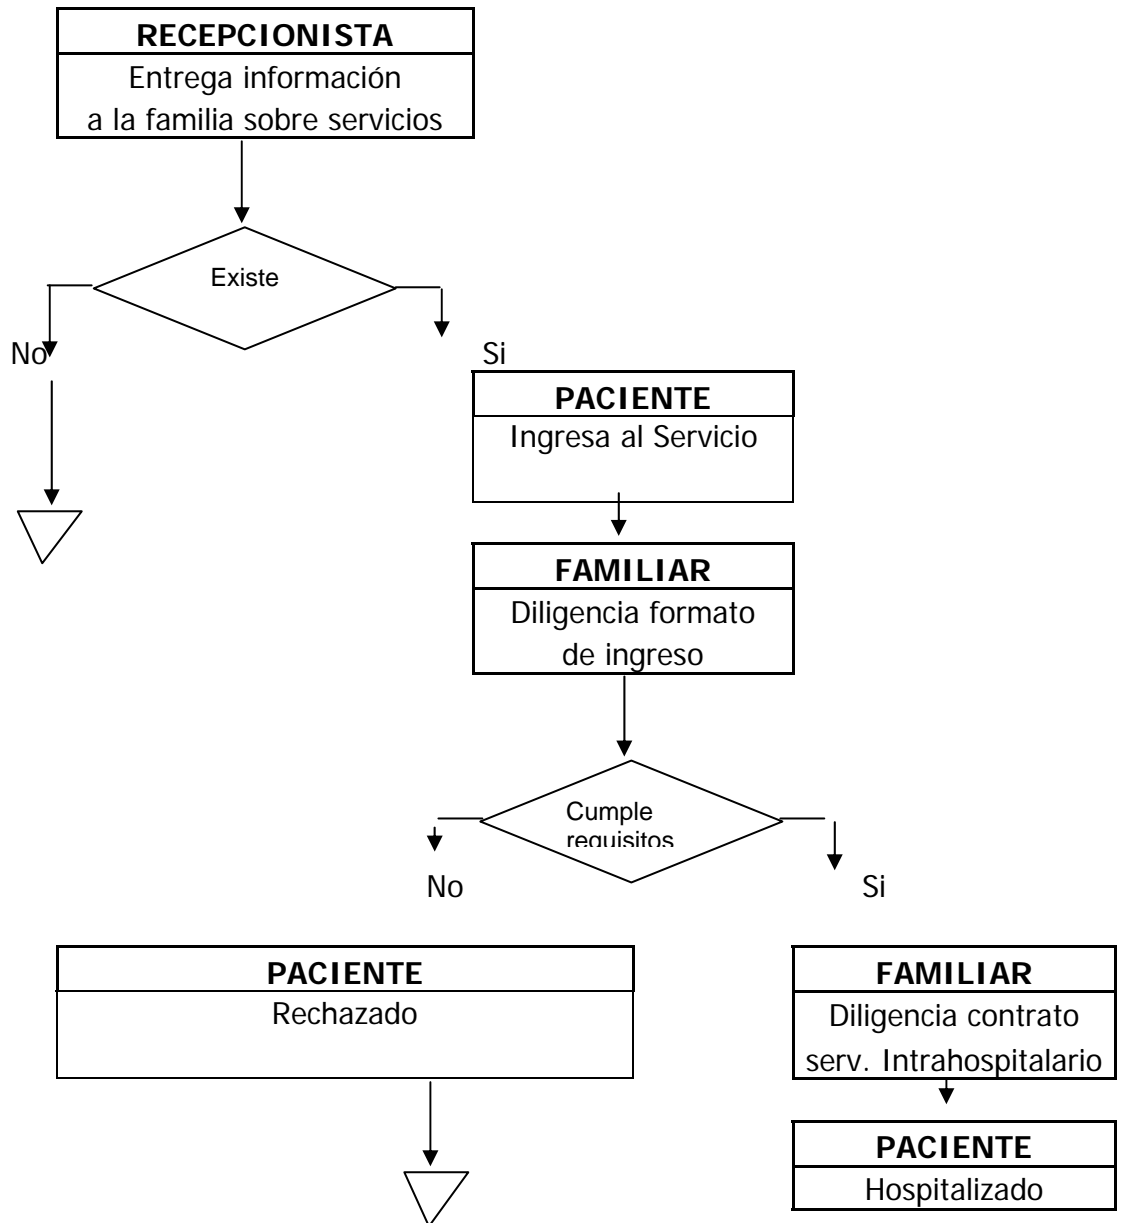 RECEPCIONISTA
Entrega información
a la familia sobre servicios
Existe
No
Si
PACIENTE
Ingresa al Servicio
FAMILIAR
Diligencia formato
de ingreso
Cumple
requisitos
No
Si
PACIENTE
Rechazado
FAMILIAR
Diligencia contrato
serv. Intrahospitalario
PACIENTE
Hospitalizado